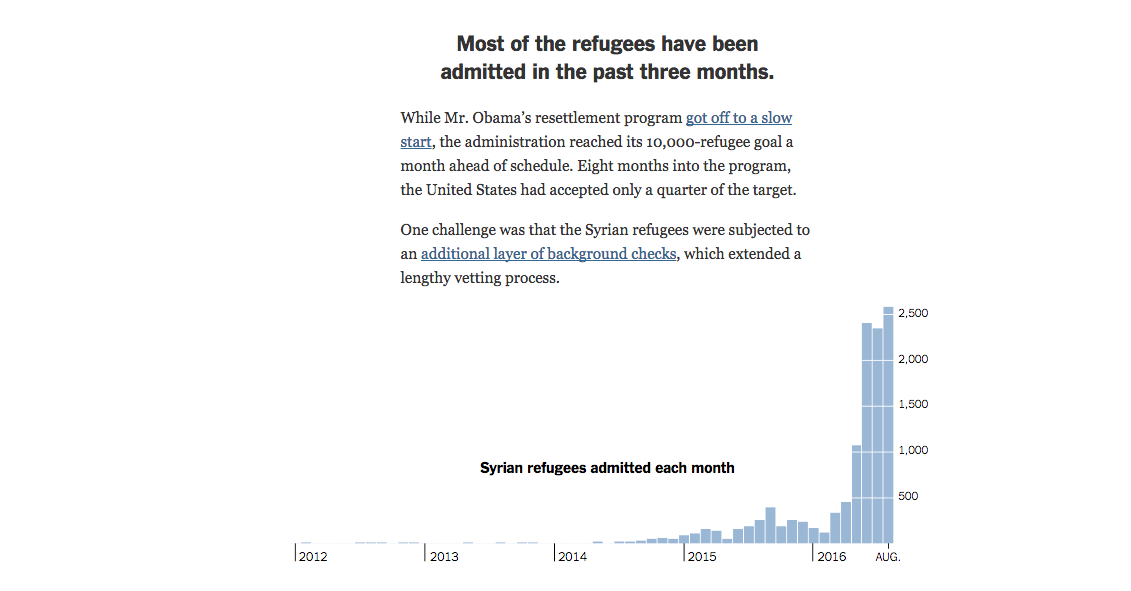 Most of the refugees have been
admitted in the past three months.
While Mr. Obama’s resettlement program got off to a slow
start, the administration reached its 10,000-refugee goal a
month ahead of schedule. Eight months into the program,
the United States had accepted only a quarter of the target.
One challenge was that the Syrian refugees were subjected to
an additional layer of background checks, which extended a
lengthy vetting process.
2,500
2,000
1,500
1,000
Syrian refugees admitted each month
500
2012 2013 2014 2015 2016 AUG.